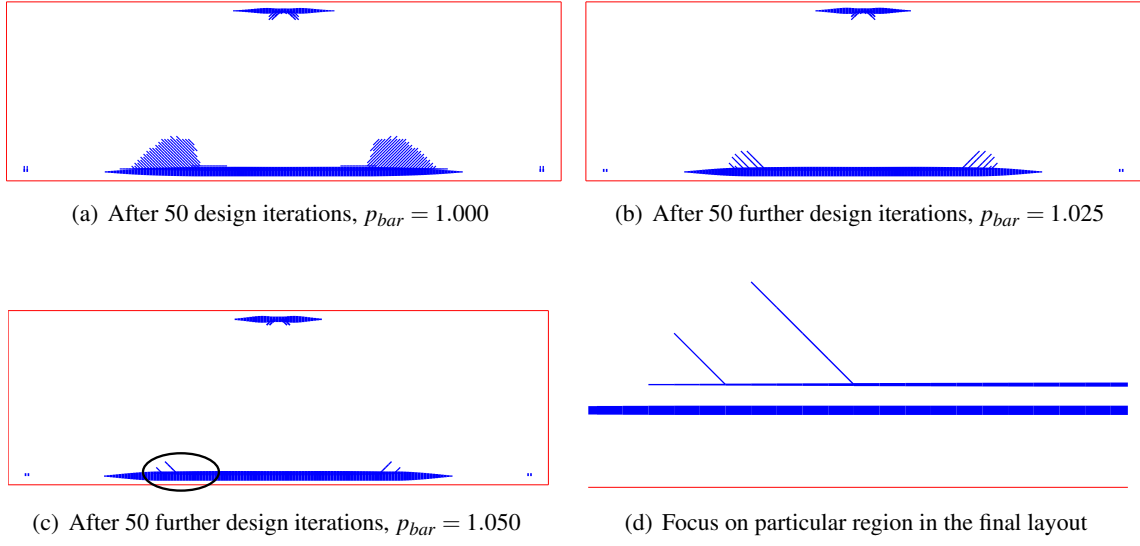 (a) After 50 design iterations, p_bar = 1.000
(b) After 50 further design iterations, p_bar = 1.025
(c) After 50 further design iterations, p_bar = 1.050
(d) Focus on particular region in the final layout